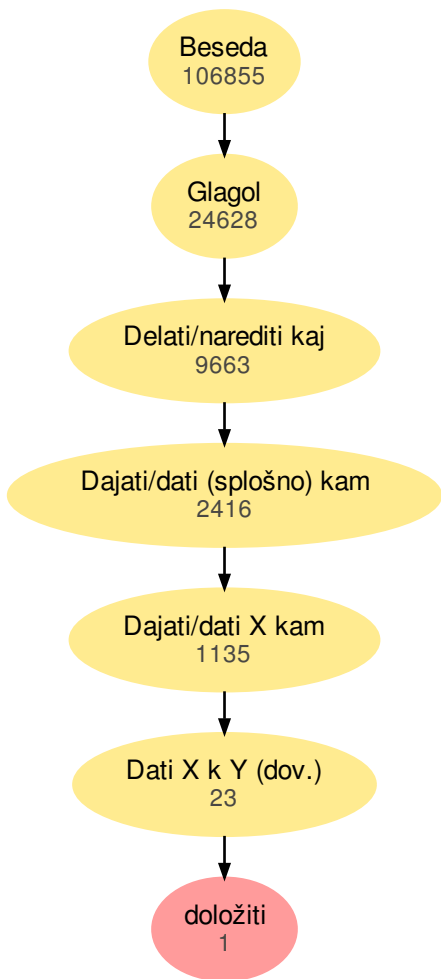 Beseda
106855
Glagol
24628
Delati/narediti kaj
9663
Dajati/dati (splošno) kam
2416
Dajati/dati X kam
1135
Dati X k Y (dov.)
23
doložiti
1